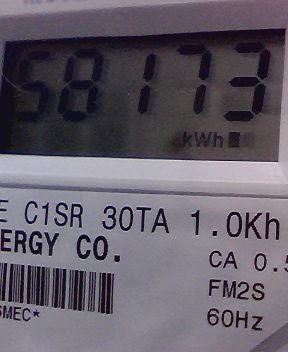 58173
kWh
E C1SR 30TA 1.0Kh
ERGY CO.
CA 0.5
FM2S
60Hz
SMEC*